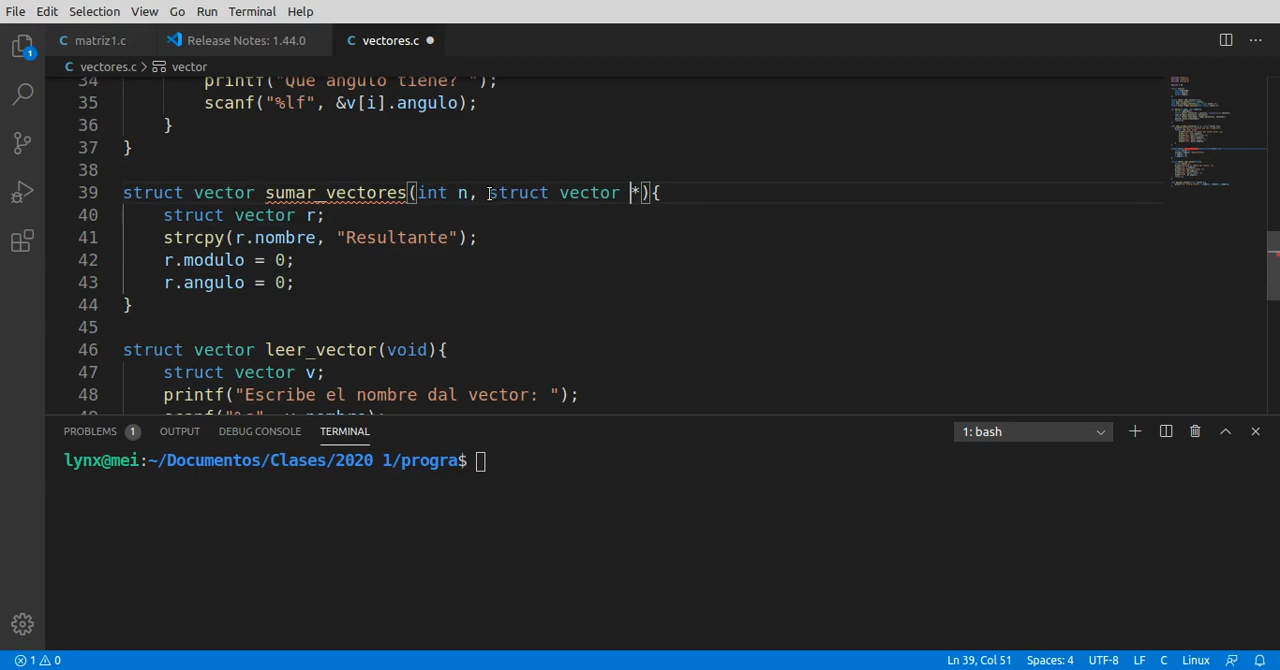 File Edit Selection View Go Run Terminal Help
1
C matriz1.c Release Notes: 1.44.0 C vectores.c
C vectores.c > vector
34 printf("Que angulo tiene? ");
35 scanf("%lf", &v[i].angulo);
36 }
37 }
38
39 struct vector sumar_vectores(int n, struct vector *){
40 struct vector r;
41 strcpy(r.nombre, "Resultante");
42 r.modulo = 0;
43 r.angulo = 0;
44 }
45
46 struct vector leer_vector(void){
47 struct vector v;
48 printf("Escribe el nombre dal vector: ");
49 scanf("%s", v.nombre);
PROBLEMS 1 OUTPUT DEBUG CONSOLE TERMINAL 1: bash
lynx@mei:~/Documentos/Clases/2020 1/progra$
1 0 Ln 39, Col 51 Spaces: 4 UTF-8 LF C Linux